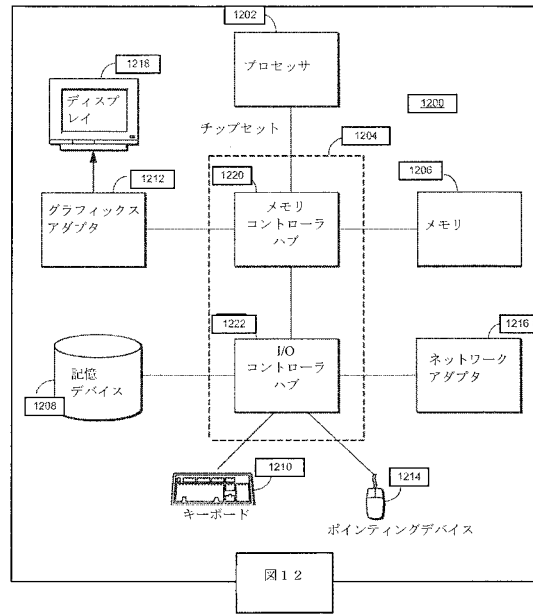 1202
プロセッサ
1218
ディスプ
レイ
1200
チップセット
1204
1212
1220
1206
グラフィックス
アダプタ
メモリ
コントローラ
ハブ
メモリ
1222
1216
記憶
デバイス
1208
I/O
コントローラ
ハブ
ネットワーク
アダプタ
1210
キーボード
1214
ポインティングデバイス
図12